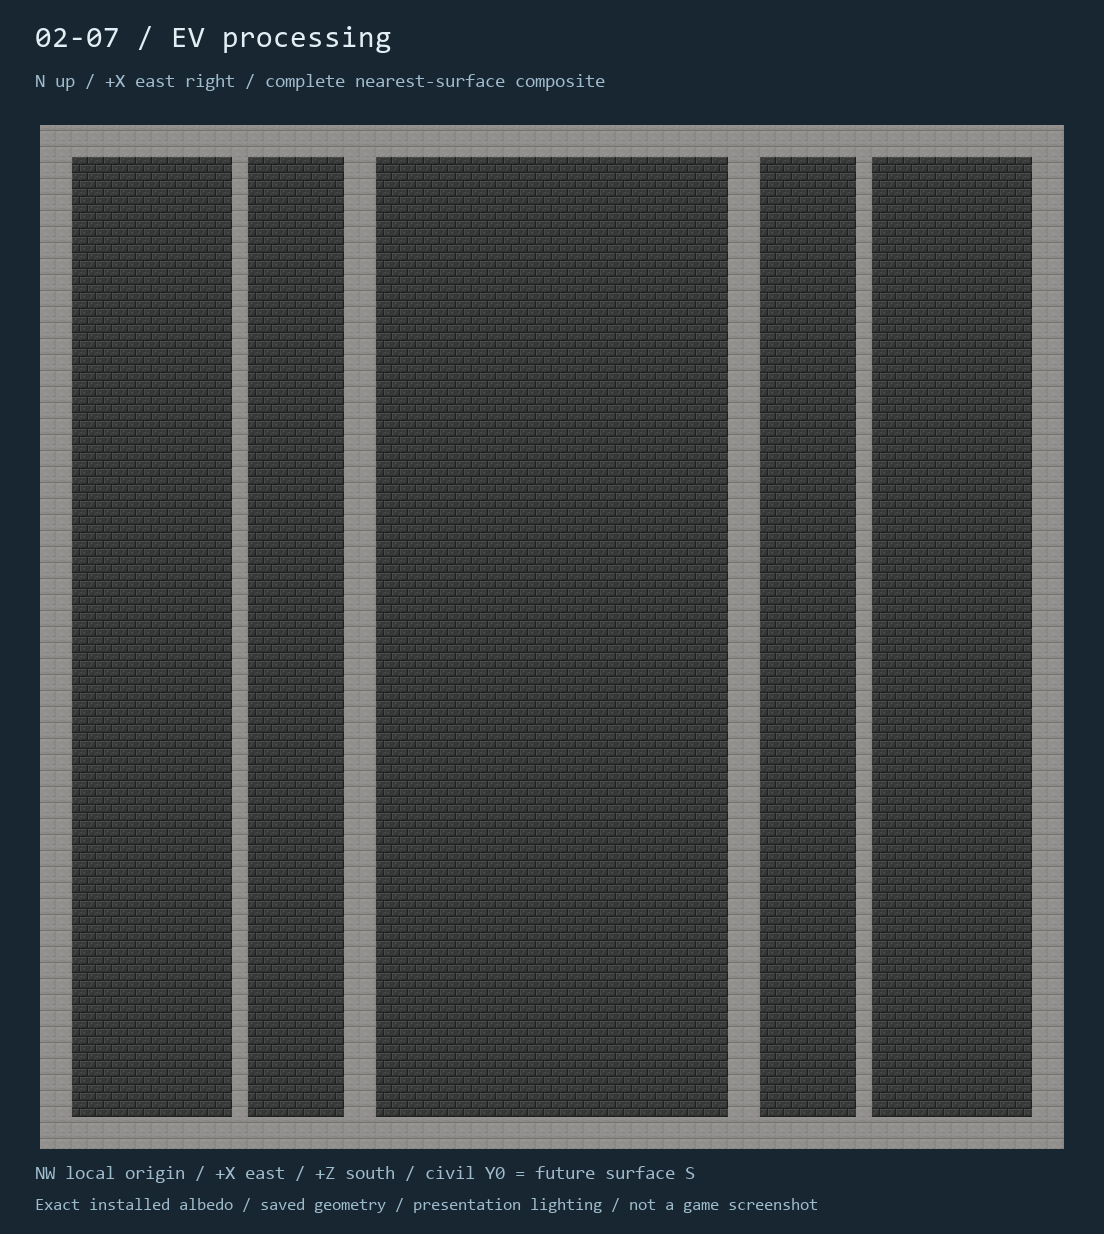 02-07 / EV processing
N up / +X east right / complete nearest-surface composite
NW local origin / +X east / +Z south / civil Y0 = future surface S
Exact installed albedo / saved geometry / presentation lighting / not a game screenshot